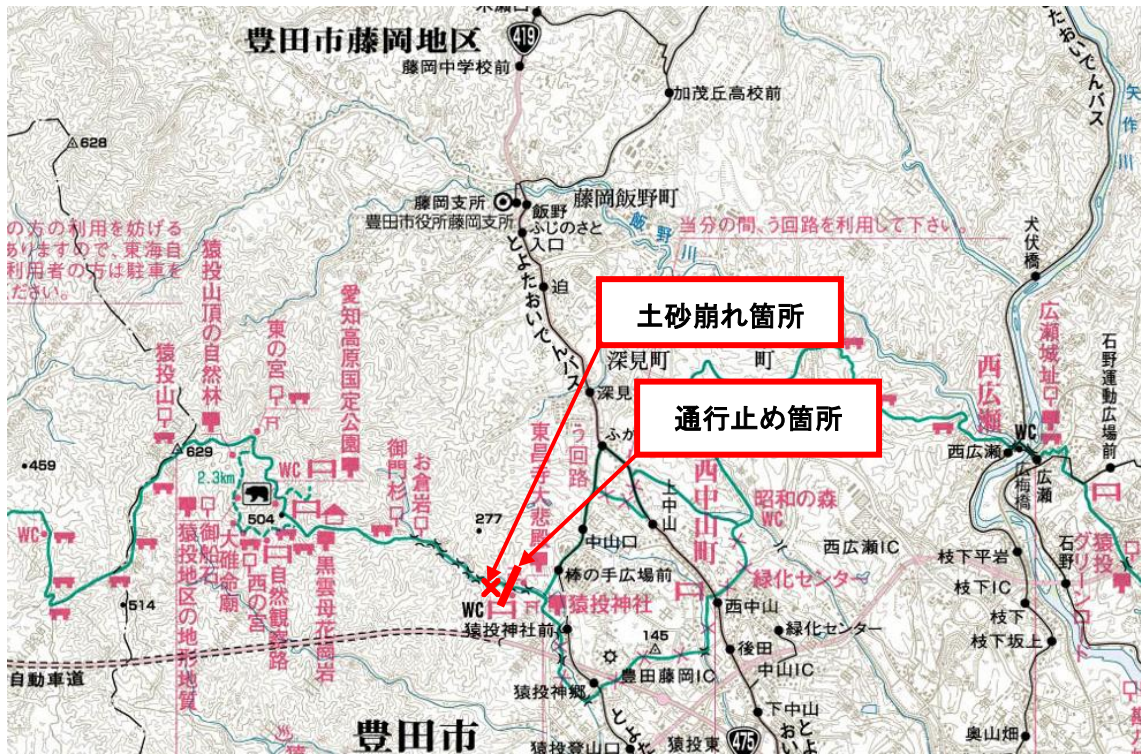 豊田市藤岡地区
419
藤岡中学校前
加茂丘高校前
とよたおいでんバス
矢作川
628
藤岡支所
豊田市役所藤岡支所
飯野
ふじのさと
入口
藤岡飯野町
飯野川
当分の間、う回路を利用して下さい。
の方の利用を妨げる
ありますので、東海自
利用者の方は駐車を
ださい。
迫
とよたおいでんバス
犬伏橋
土砂崩れ箇所
深見町
町
深見
通行止め箇所
猿投山頂の自然林
東の宮
愛知高原国定公園
猿投山
629
459
2.3km
WC
504
御門杉
お倉岩
277
東昌寺大悲殿
う回路
ふか
上中山
西中山町
昭和の森
WC
西広瀬
広瀬城址
石野運動広場前
WC
西広瀬
広梅橋
広瀬
WC
514
猿投地区の地形地質
御船石
大碓命廟
西の宮
自然観察路
黒雲母花崗岩
中山口
棒の手広場前
WC
猿投神社
猿投神社前
緑化センター
西広瀬IC
枝下平岩
枝下IC
枝下
枝下坂上
石野
猿投グリーンロード
西中山
緑化センター
145
後田
中山IC
豊田藤岡IC
自動車道
猿投神郷
下中山
豊田市
猿投登山口
猿投東
475
奥山畑